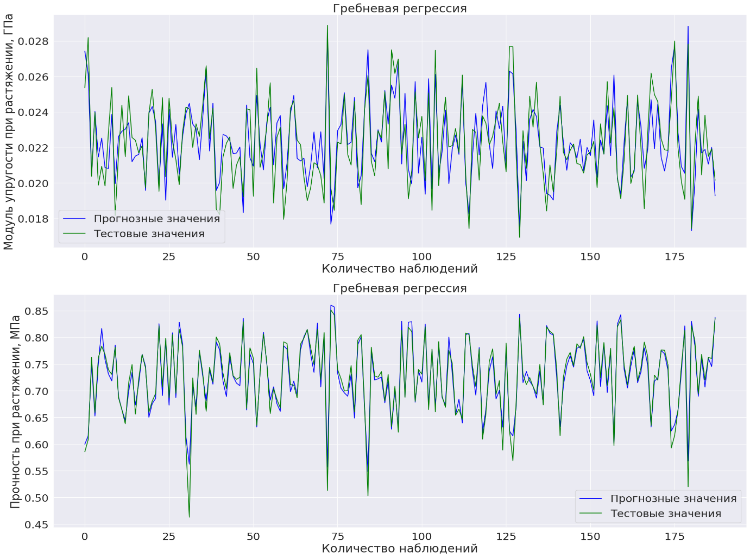 Гребневая регрессия
Модуль упругости при растяжении, ГПа
0.028
0.026
0.024
0.022
0.020
0.018
Прогнозные значения
Тестовые значения
0 25 50 75 100 125 150 175
Количество наблюдений
Гребневая регрессия
Прочность при растяжении, МПа
0.85
0.80
0.75
0.70
0.65
0.60
0.55
0.50
0.45
Прогнозные значения
Тестовые значения
0 25 50 75 100 125 150 175
Количество наблюдений